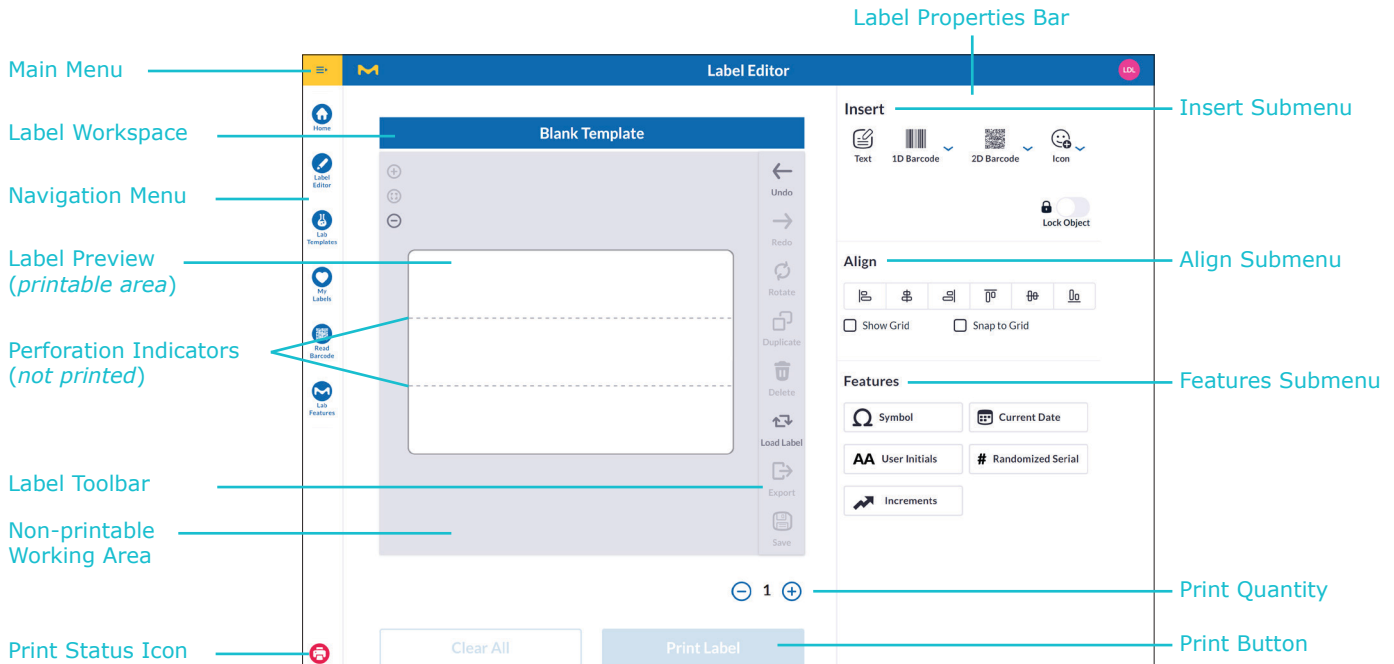 Label Properties Bar
Main Menu
Label Editor
LDL
Label Workspace
Navigation Menu
Label Preview
(printable area)
Perforation Indicators
(not printed)
Label Toolbar
Non-printable
Working Area
Print Status Icon
Home
Label
Editor
Lab
Templates
My
Labels
Read
Barcode
Lab
Features
Blank Template
Undo
Redo
Rotate
Duplicate
Delete
Load Label
Export
Save
1
Clear All
Print Label
Insert
Text
1D Barcode
2D Barcode
Icon
Lock Object
Align
Show Grid
Snap to Grid
Features
Ω Symbol
Current Date
AA User Initials
# Randomized Serial
Increments
Insert Submenu
Align Submenu
Features Submenu
Print Quantity
Print Button